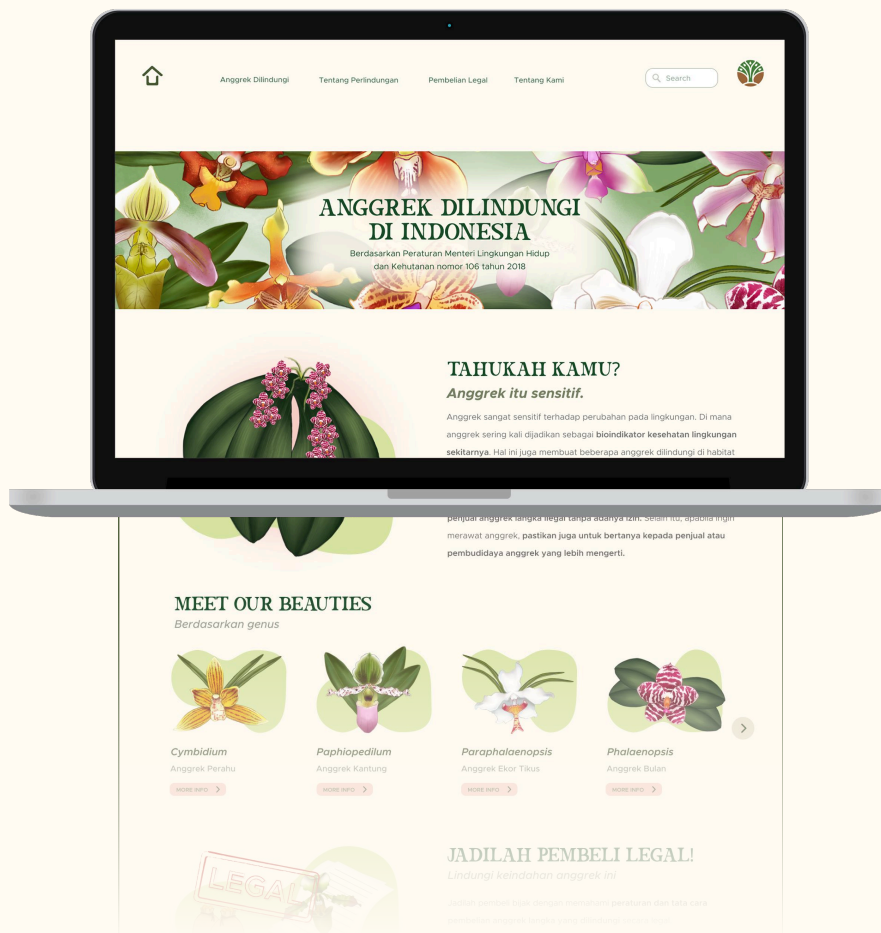 Anggrek Dilindungi
Tentang Perlindungan
Pembelian Legal
Tentang Kami
Search
ANGGREK DILINDUNGI
DI INDONESIA
Berdasarkan Peraturan Menteri Lingkungan Hidup
dan Kehutanan nomor 106 tahun 2018
TAHUKAH KAMU?
Anggrek itu sensitif.
Anggrek sangat sensitif terhadap perubahan pada lingkungan. Di mana
anggrek sering kali dijadikan sebagai bioindikator kesehatan lingkungan
sekitarnya. Hal ini juga membuat beberapa anggrek dilindungi di habitat
penjual anggrek langka ilegal tanpa adanya izin. Selain itu, apabila ingin
merawat anggrek, pastikan juga untuk bertanya kepada penjual atau
pembudidaya anggrek yang lebih mengerti.
MEET OUR BEAUTIES
Berdasarkan genus
Cymbidium
Anggrek Perahu
MORE INFO
Paphiopedilum
Anggrek Kantung
MORE INFO
Paraphalaenopsis
Anggrek Ekor Tikus
MORE INFO
Phalaenopsis
Anggrek Bulan
MORE INFO
LEGAL
JADILAH PEMBELI LEGAL!
Lindungi keindahan anggrek ini